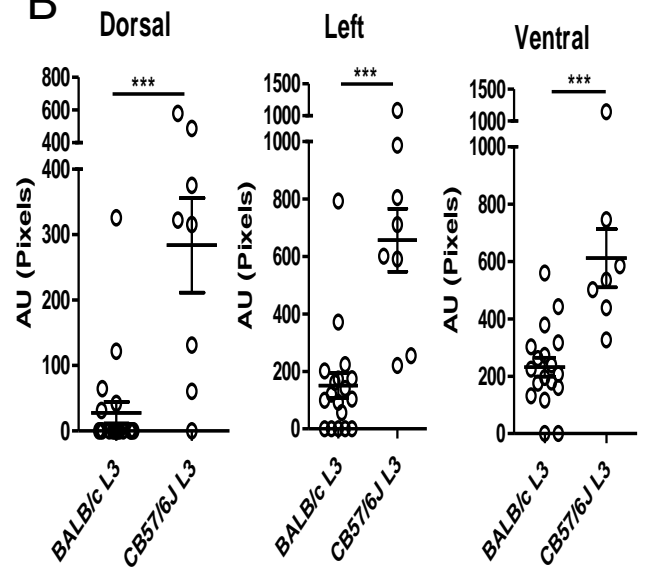 B
Dorsal
Left
Ventral
***
***
***
AU (Pixels)
800
600
400
400
300
200
100
0
AU (Pixels)
1500
1000
1000
800
600
400
200
0
AU (Pixels)
1500
1000
1000
800
600
400
200
0
BALB/c L3
CB57/6J L3
BALB/c L3
CB57/6J L3
BALB/c L3
CB57/6J L3